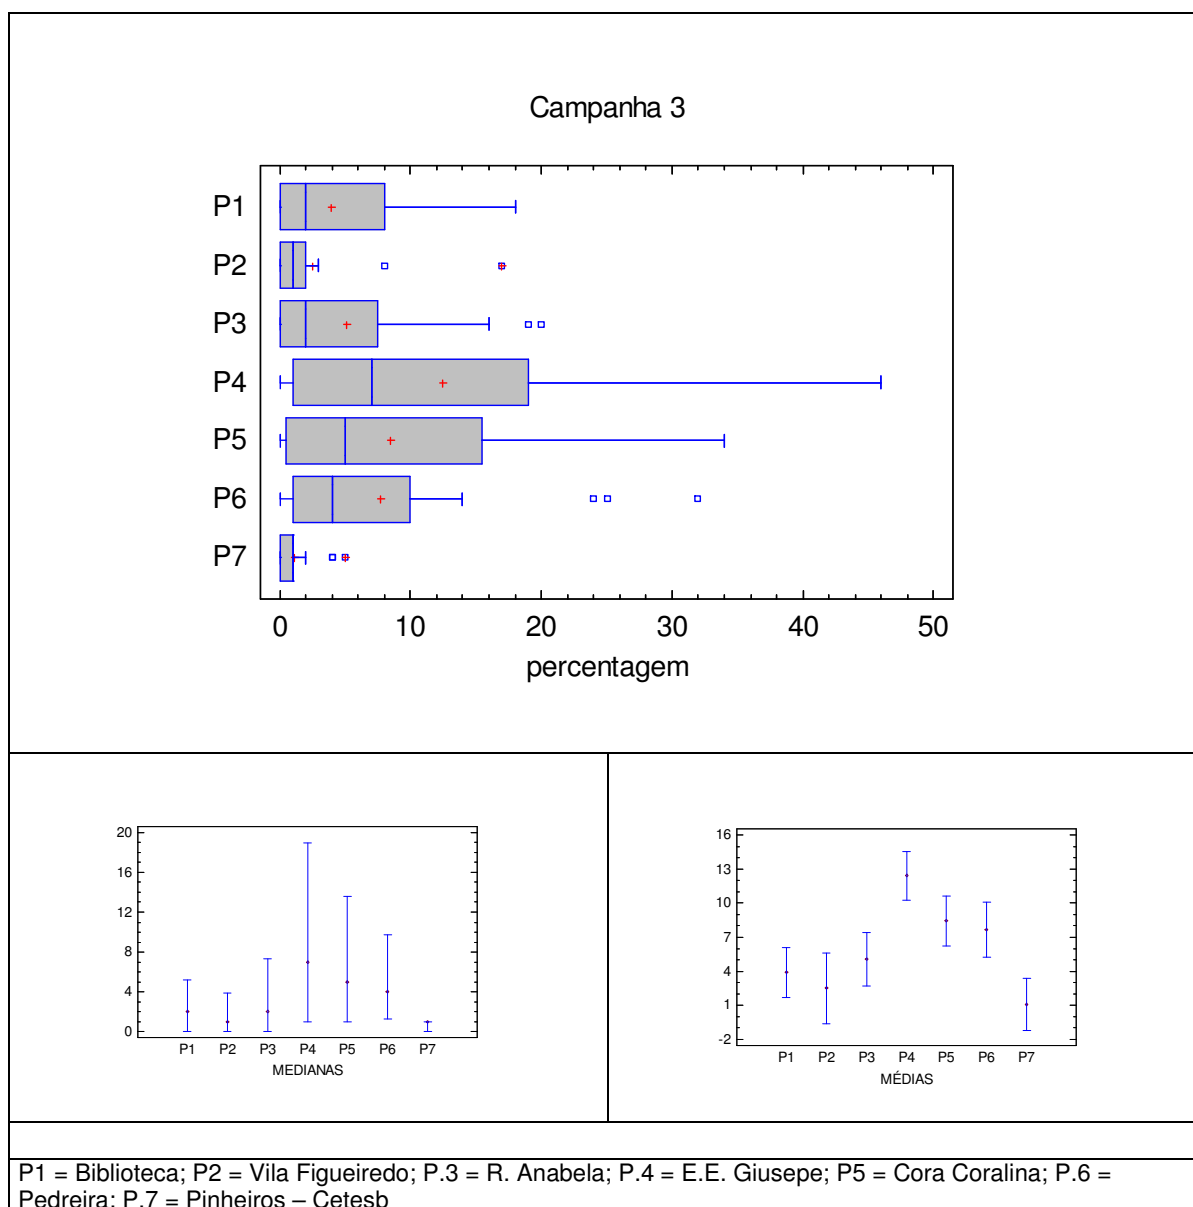 Campanha 3
P1
P2
P3
P4
P5
P6
P7
0 10 20 30 40 50
percentagem
20
16
12
8
4
0
P1 P2 P3 P4 P5 P6 P7
MEDIANAS
16
13
10
7
4
1
-2
P1 P2 P3 P4 P5 P6 P7
MÉDIAS
P1 = Biblioteca; P2 = Vila Figueiredo; P.3 = R. Anabela; P.4 = E.E. Giusepe; P5 = Cora Coralina; P.6 =
Pedreira; P.7 = Pinheiros – Cetesb